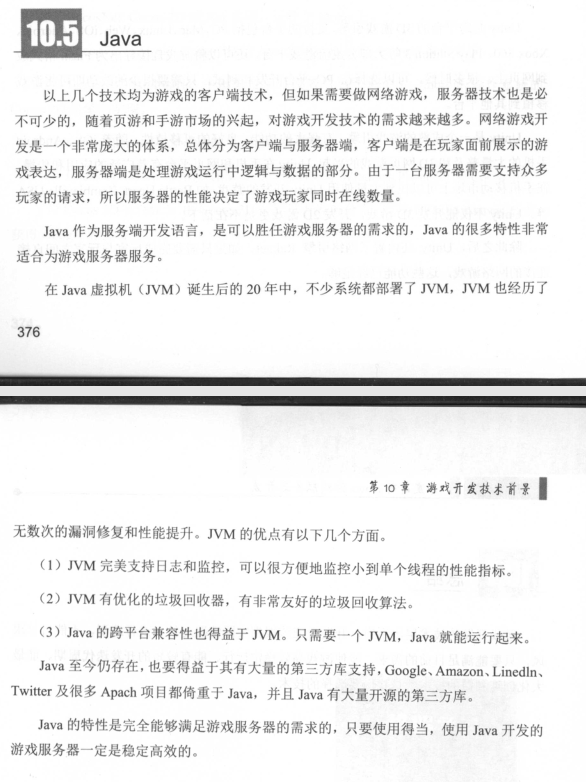 10.5 Java
以上几个技术均为游戏的客户端技术，但如果需要做网络游戏，服务器技术也是必
不可少的，随着页游和手游市场的兴起，对游戏开发技术的需求越来越多。网络游戏开
发是一个非常庞大的体系，总体分为客户端与服务器端，客户端是在玩家面前展示的游
戏表达，服务器端是处理游戏运行中逻辑与数据的部分。由于一台服务器需要支持众多
玩家的请求，所以服务器的性能决定了游戏玩家同时在线数量。
Java 作为服务端开发语言，是可以胜任游戏服务器的需求的，Java 的很多特性非常
适合为游戏服务器服务。
在 Java 虚拟机（JVM）诞生后的 20 年中，不少系统都部署了 JVM，JVM 也经历了
376
第 10 章 游戏开发技术前景
无数次的漏洞修复和性能提升。JVM 的优点有以下几个方面。
（1）JVM 完美支持日志和监控，可以很方便地监控小到单个线程的性能指标。
（2）JVM 有优化的垃圾回收器，有非常友好的垃圾回收算法。
（3）Java 的跨平台兼容性也得益于 JVM。只需要一个 JVM，Java 就能运行起来。
Java 至今仍存在，也要得益于其有大量的第三方库支持，Google、Amazon、Linedln、
Twitter 及很多 Apach 项目都倚重于 Java，并且 Java 有大量开源的第三方库。
Java 的特性是完全能够满足游戏服务器的需求的，只要使用得当，使用 Java 开发的
游戏服务器一定是稳定高效的。